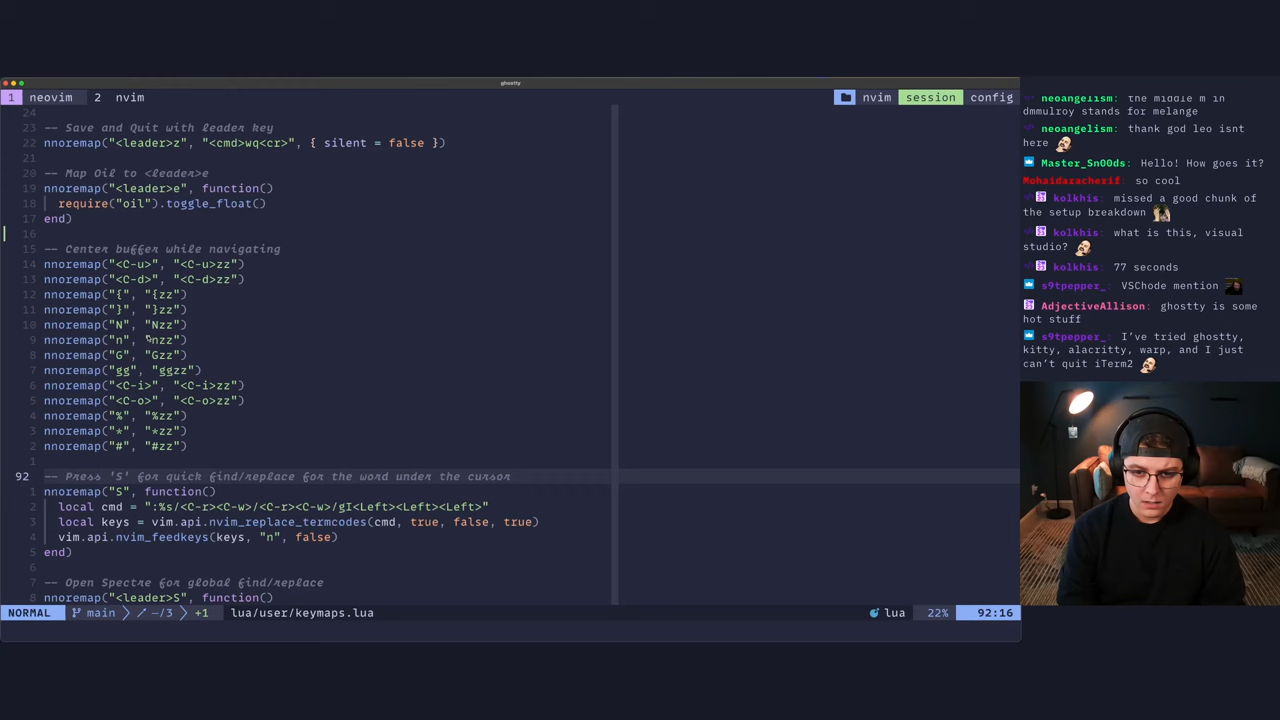 ghostty
1 neovim 2 nvim
nvim session config
24
23 -- Save and Quit with leader key
22 nnoremap("<leader>z", "<cmd>wq<cr>", { silent = false })
21
20 -- Map Oil to <leader>e
19 nnoremap("<leader>e", function()
18 require("oil").toggle_float()
17 end)
16
15 -- Center buffer while navigating
14 nnoremap("<C-u>", "<C-u>zz")
13 nnoremap("<C-d>", "<C-d>zz")
12 nnoremap("{", "{zz")
11 nnoremap("}", "}zz")
10 nnoremap("N", "Nzz")
9 nnoremap("n", "nzz")
8 nnoremap("G", "Gzz")
7 nnoremap("gg", "ggzz")
6 nnoremap("<C-i>", "<C-i>zz")
5 nnoremap("<C-o>", "<C-o>zz")
4 nnoremap("%", "%zz")
3 nnoremap("*", "*zz")
2 nnoremap("#", "#zz")
1
92 -- Press 'S' for quick find/replace for the word under the cursor
1 nnoremap("S", function()
2 local cmd = ":%s/<C-r><C-w>/<C-r><C-w>/gI<Left><Left><Left>"
3 local keys = vim.api.nvim_replace_termcodes(cmd, true, false, true)
4 vim.api.nvim_feedkeys(keys, "n", false)
5 end)
6
7 -- Open Spectre for global find/replace
8 nnoremap("<leader>S", function()
NORMAL main ~/3 +1 lua/user/keymaps.lua lua 22% 92:16
neoangelism: the middle m in
dmmulroy stands for melange
neoangelism: thank god leo isnt
here
Master_Sn00ds: Hello! How goes it?
Mohaidaracherif: so cool
kolkhis: missed a good chunk of
the setup breakdown
kolkhis: what is this, visual
studio?
kolkhis: 77 seconds
s9tpepper_: VSChode mention
AdjectiveAllison: ghostty is some
hot stuff
s9tpepper_: I've tried ghostty,
kitty, alacritty, warp, and I just
can't quit iTerm2